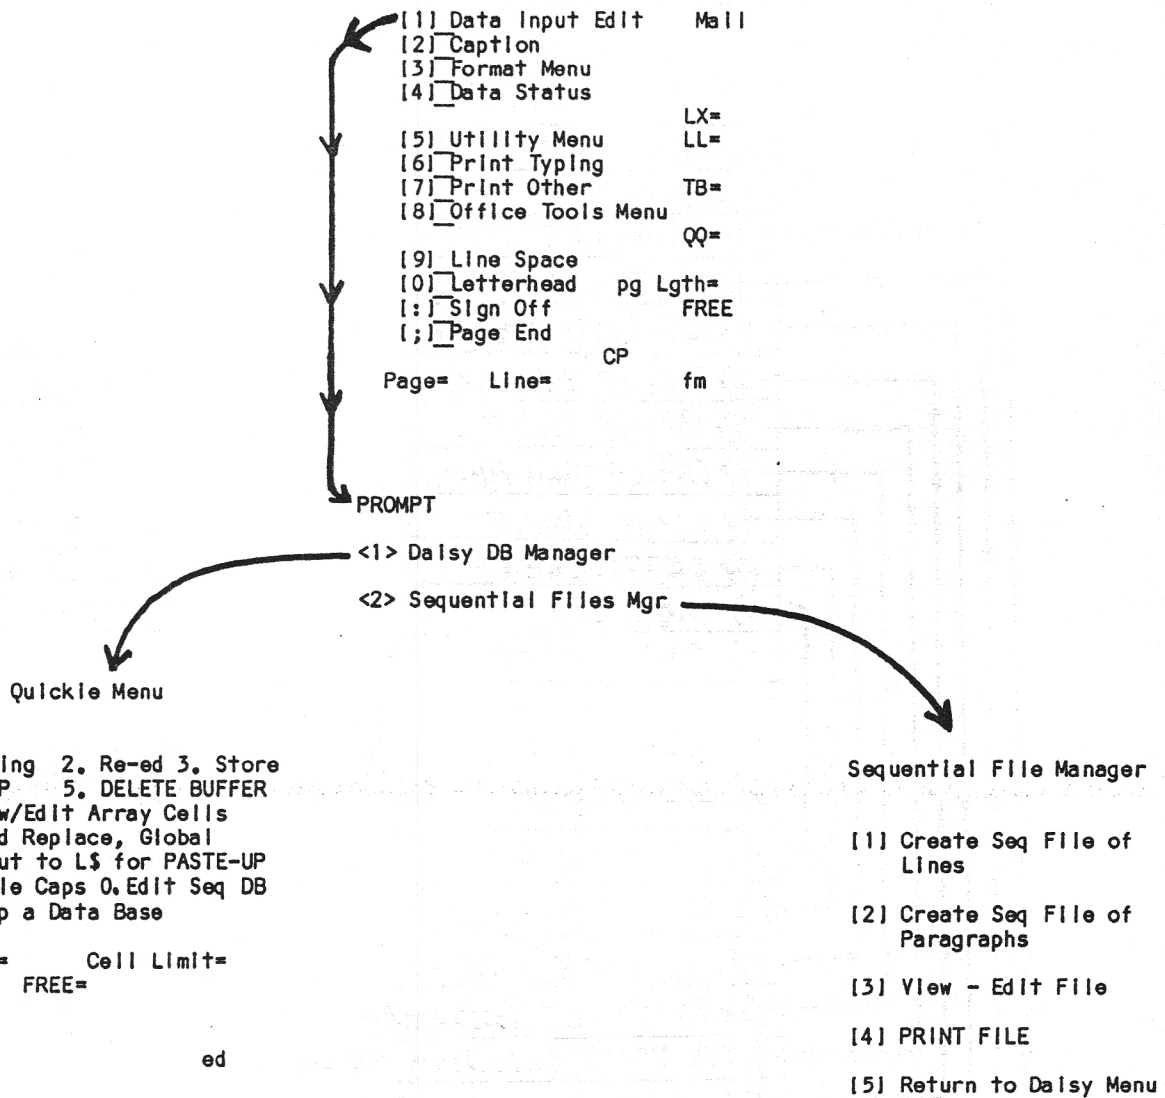 [1] Data Input Edit Mail
[2] Caption
[3] Format Menu
[4] Data Status
LX=
[5] Utility Menu LL=
[6] Print Typing
[7] Print Other TB=
[8] Office Tools Menu
QQ=
[9] Line Space
[0] Letterhead pg Lgth=
[:] Sign Off FREE
[;] Page End
CP
Page= Line= fm
PROMPT
<1> Daisy DB Manager
<2> Sequential Files Mgr
Quickie Menu
ing 2. Re-ed 3. Store
P 5. DELETE BUFFER
w/Edit Array Cells
d Replace, Global
ut to L$ for PASTE-UP
le Caps 0.Edit Seq DB
p a Data Base
= Cell Limit=
FREE=
ed
Sequential File Manager
[1] Create Seq File of
Lines
[2] Create Seq File of
Paragraphs
[3] View - Edit File
[4] PRINT FILE
[5] Return to Daisy Menu